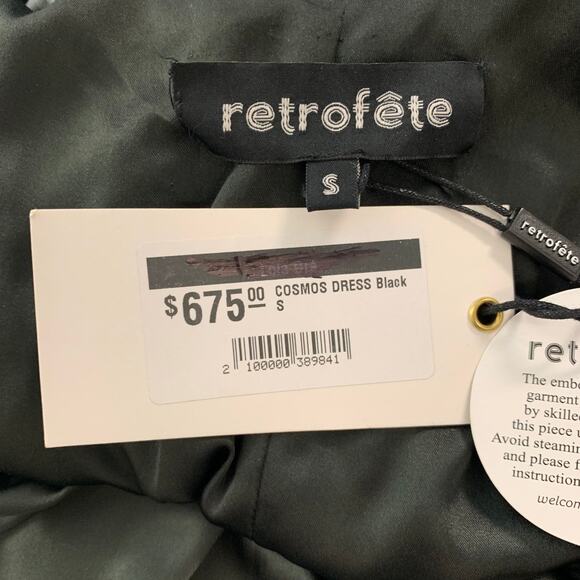 retrofête
S
retrofête
$675.00 COSMOS DRESS Black
S
2 100000 389841
ret
The embe
garment
by skille
this piece u
Avoid steamin
and please f
instruction
welcom